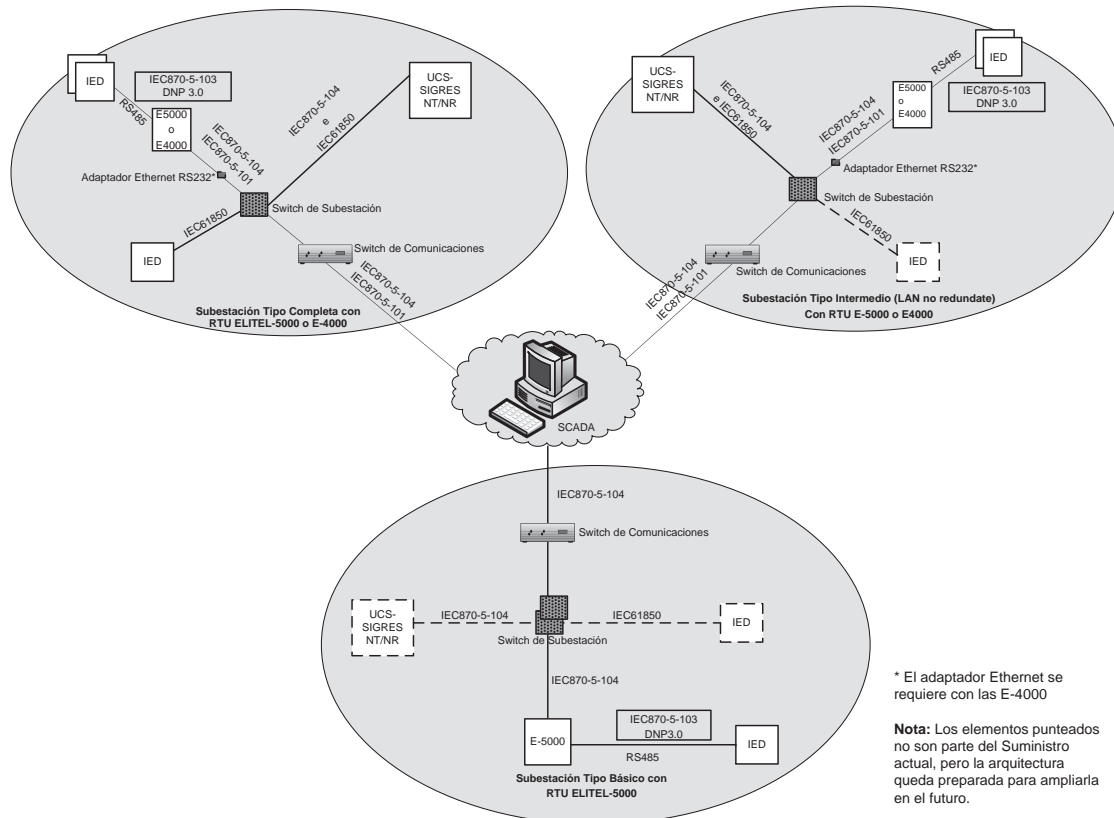 IED
IEC870-5-103
DNP 3.0
RS485
E5000
o
E4000
IEC870-5-104
IEC870-5-101
Adaptador Ethernet RS232*
UCS-
SIGRES
NT/NR
IEC870-5-104
e
IEC61850
Switch de Subestación
IEC61850
IED
Switch de Comunicaciones
IEC870-5-104
IEC870-5-101
Subestación Tipo Completa con
RTU ELITEL-5000 o E-4000
UCS-
SIGRES
NT/NR
IEC870-5-104
e IEC61850
RS485
IED
IEC870-5-103
DNP 3.0
E5000
o
E4000
IEC870-5-104
IEC870-5-101
Adaptador Ethernet RS232*
Switch de Subestación
IEC61850
IED
Switch de Comunicaciones
IEC870-5-104
IEC870-5-101
Subestación Tipo Intermedio (LAN no redundate)
Con RTU E-5000 o E4000
SCADA
IEC870-5-104
Switch de Comunicaciones
UCS-
SIGRES
NT/NR
IEC870-5-104
IEC61850
IED
Switch de Subestación
IEC870-5-104
E-5000
IEC870-5-103
DNP3.0
RS485
IED
Subestación Tipo Básico con
RTU ELITEL-5000
* El adaptador Ethernet se
requiere con las E-4000
Nota: Los elementos punteados
no son parte del Suministro
actual, pero la arquitectura
queda preparada para ampliarla
en el futuro.